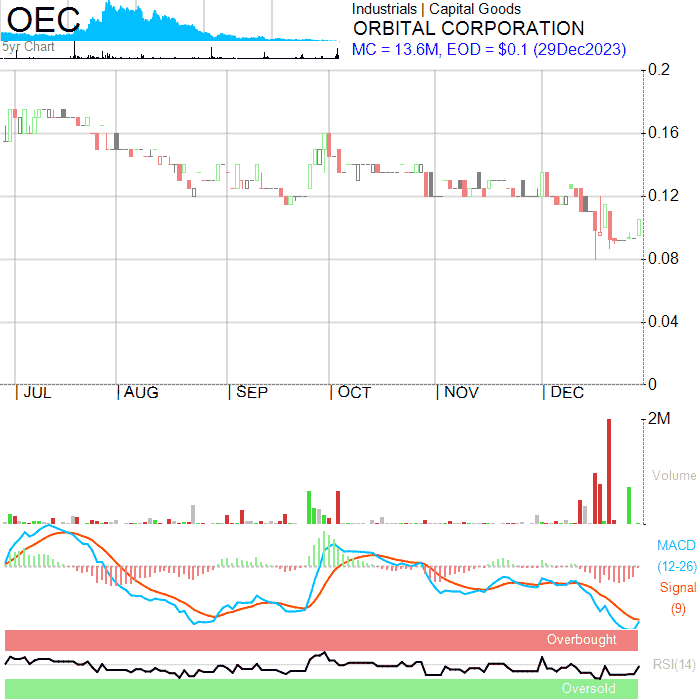 OEC
5yr Chart
Industrials | Capital Goods
ORBITAL CORPORATION
MC = 13.6M, EOD = $0.1 (29Dec2023)
0.2
0.16
0.12
0.08
0.04
0
JUL AUG SEP OCT NOV DEC
2M
Volume
MACD
(12-26)
Signal
(9)
Overbought
RSI(14)
Oversold